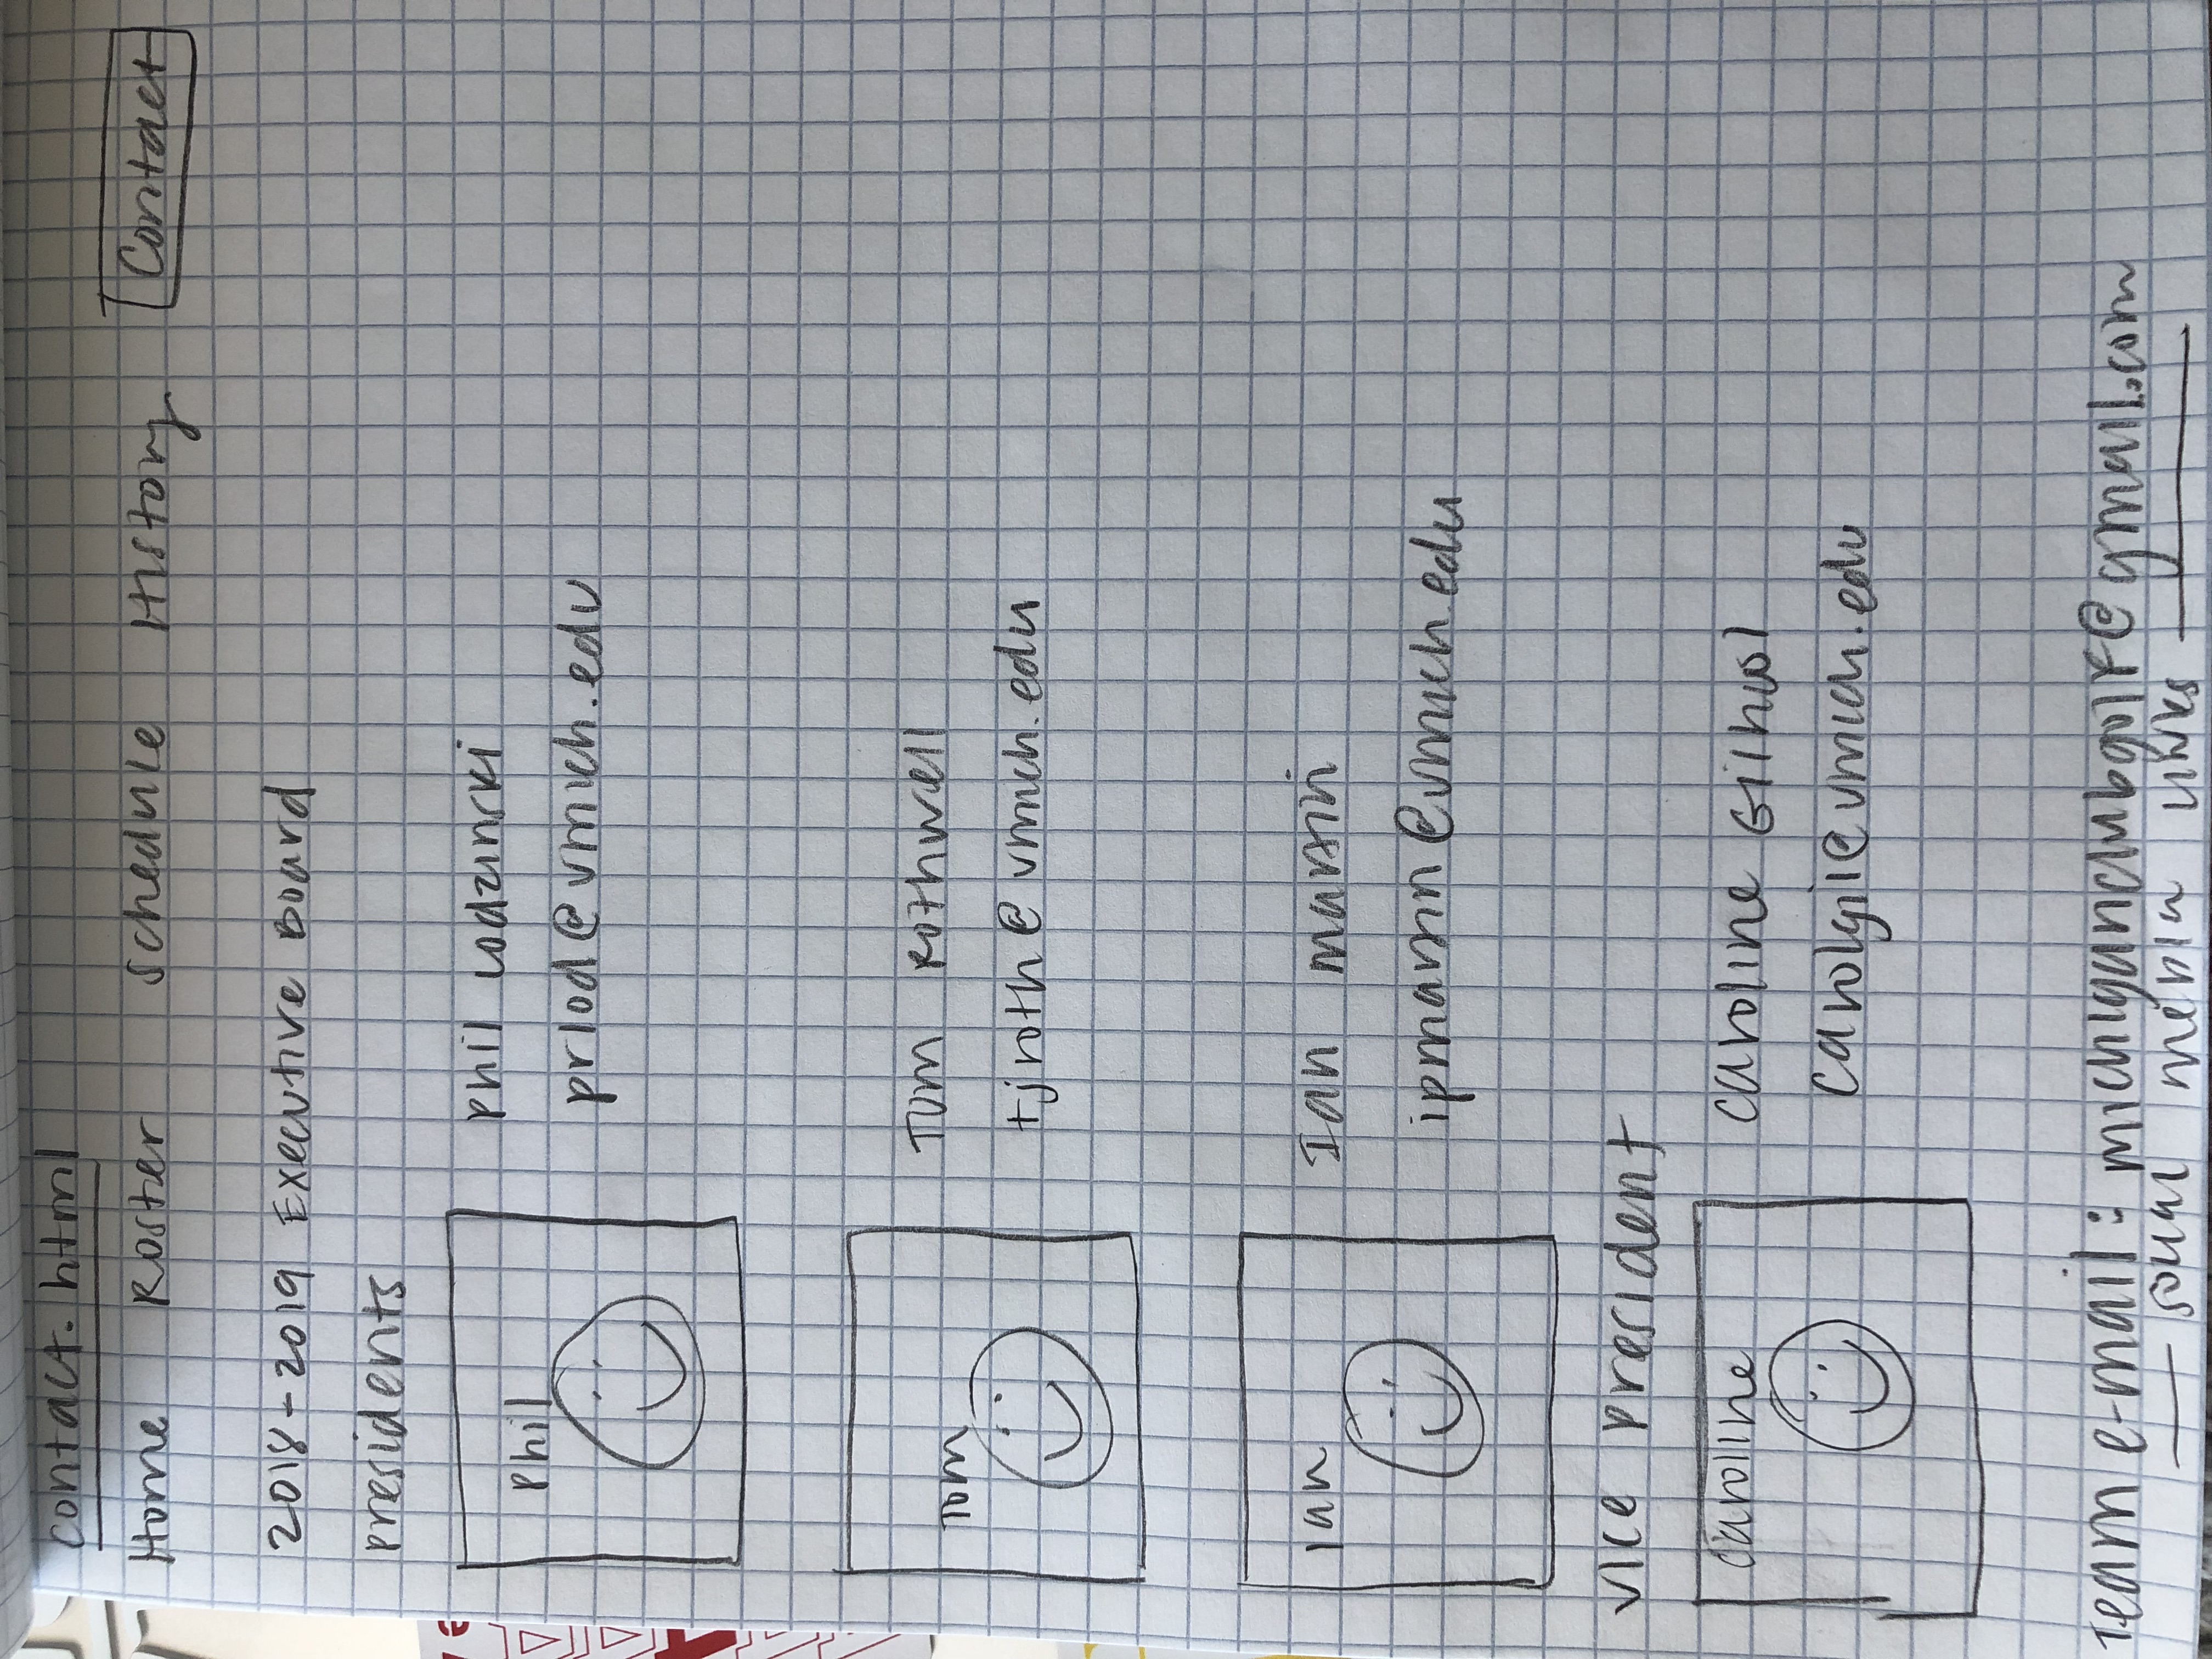 contact.html
Home Roster Schedule History Contact
2018-2019 Executive Board
Presidents
Phil
Phil Lodzinski
prlod@umich.edu
Tom
Tom Rothwell
tjroth@umich.edu
Ian
Ian Martin
ipmartin@umich.edu
Vice President
Caroline
Caroline Gilhool
carolgil@umich.edu
Team e-mail: michiganclubgolf@gmail.com
social media links